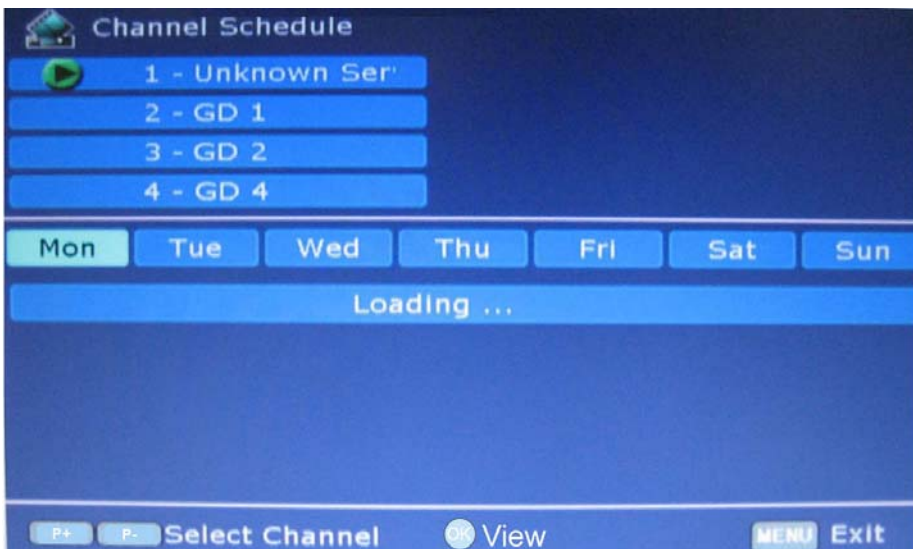 Channel Schedule
1 - Unknown Ser
2 - GD 1
3 - GD 2
4 - GD 4
Mon Tue Wed Thu Fri Sat Sun
Loading ...
P+ P- Select Channel OK View MENU Exit